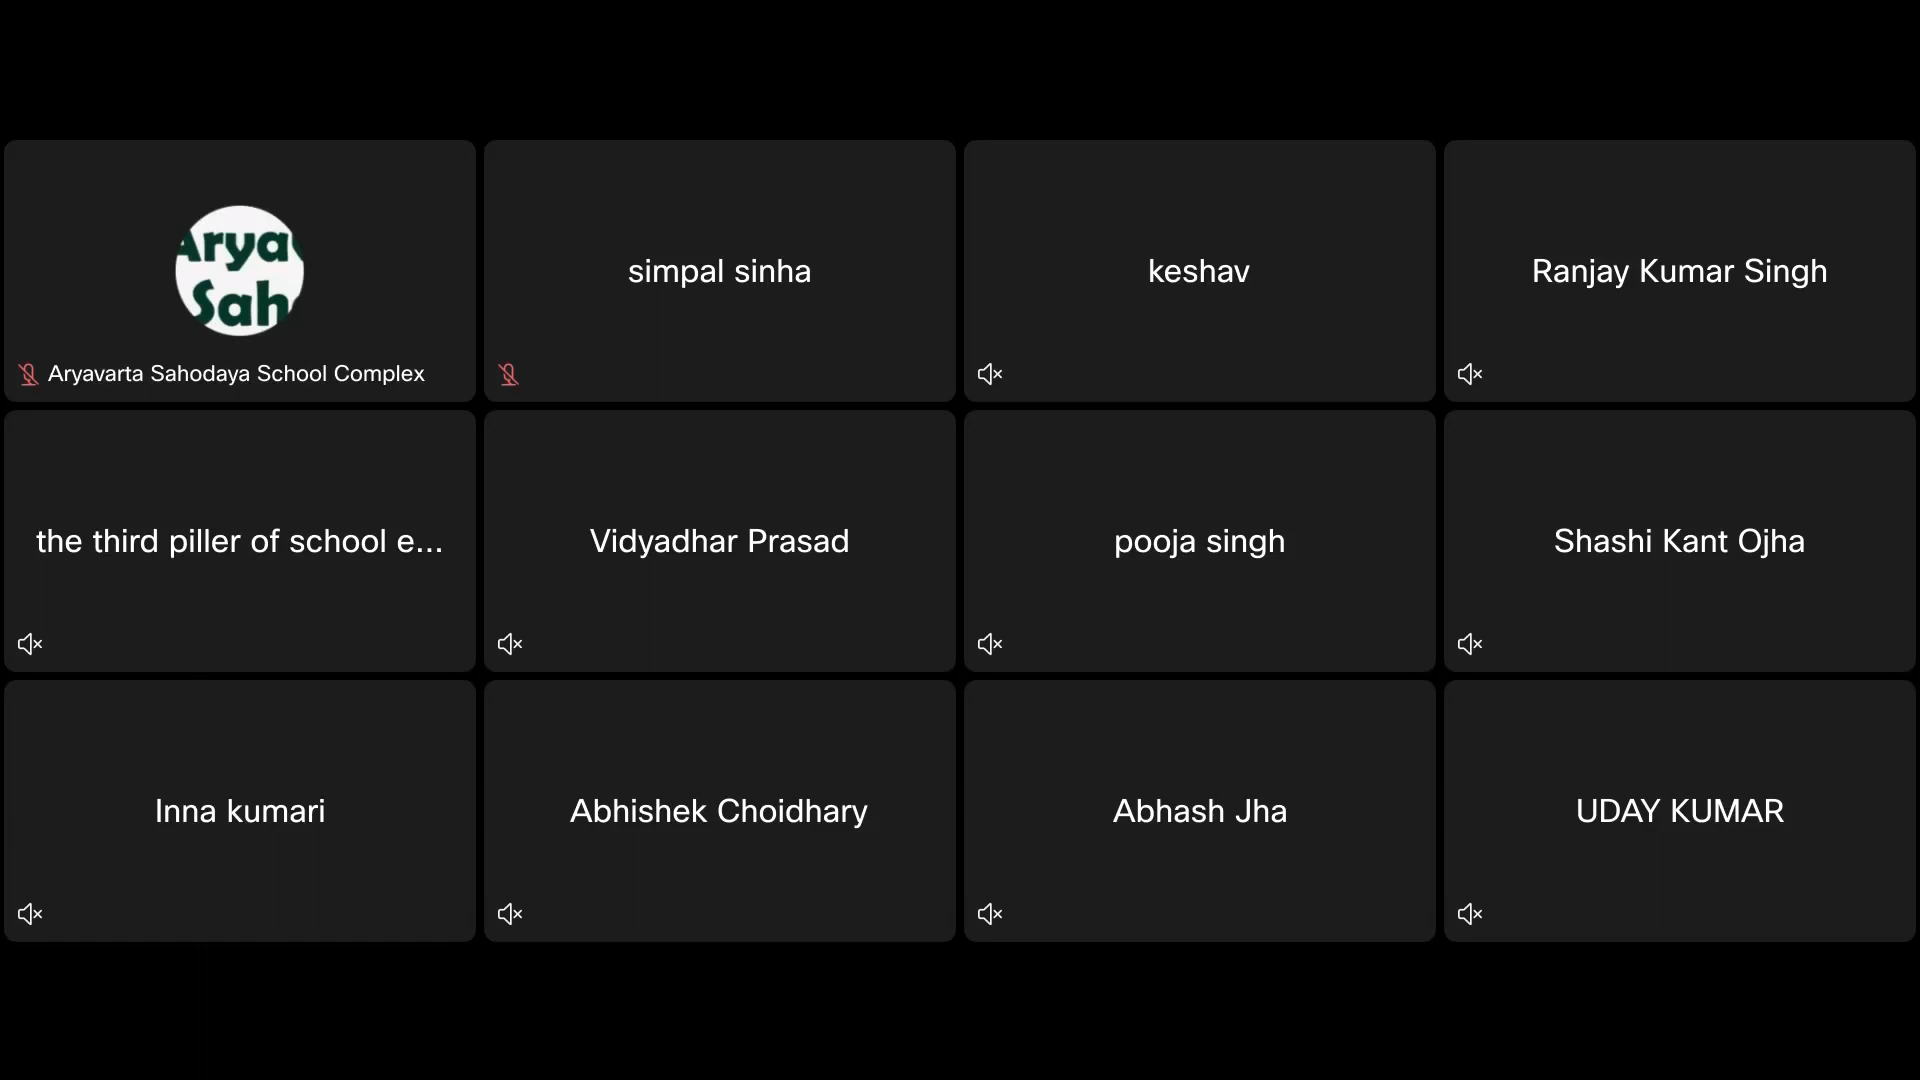 Arya
Sah
Aryavarta Sahodaya School Complex
simpal sinha
keshav
Ranjay Kumar Singh
the third piller of school e...
Vidyadhar Prasad
pooja singh
Shashi Kant Ojha
Inna kumari
Abhishek Choidhary
Abhash Jha
UDAY KUMAR